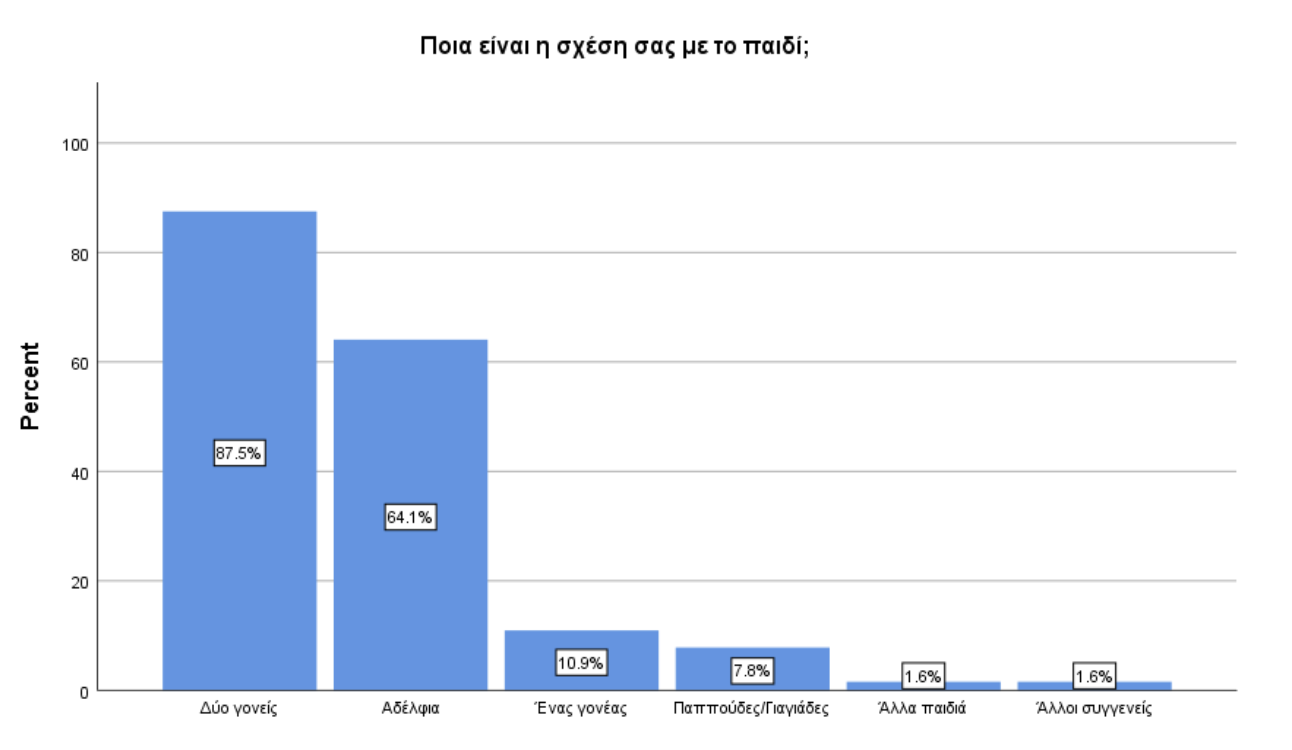 Ποια είναι η σχέση σας με το παιδί;
Percent
100
80
60
40
20
0
87.5%
64.1%
10.9%
7.8%
1.6%
1.6%
Δύο γονείς
Αδέλφια
Ένας γονέας
Παππούδες/Γιαγιάδες
Άλλα παιδιά
Άλλοι συγγενείς